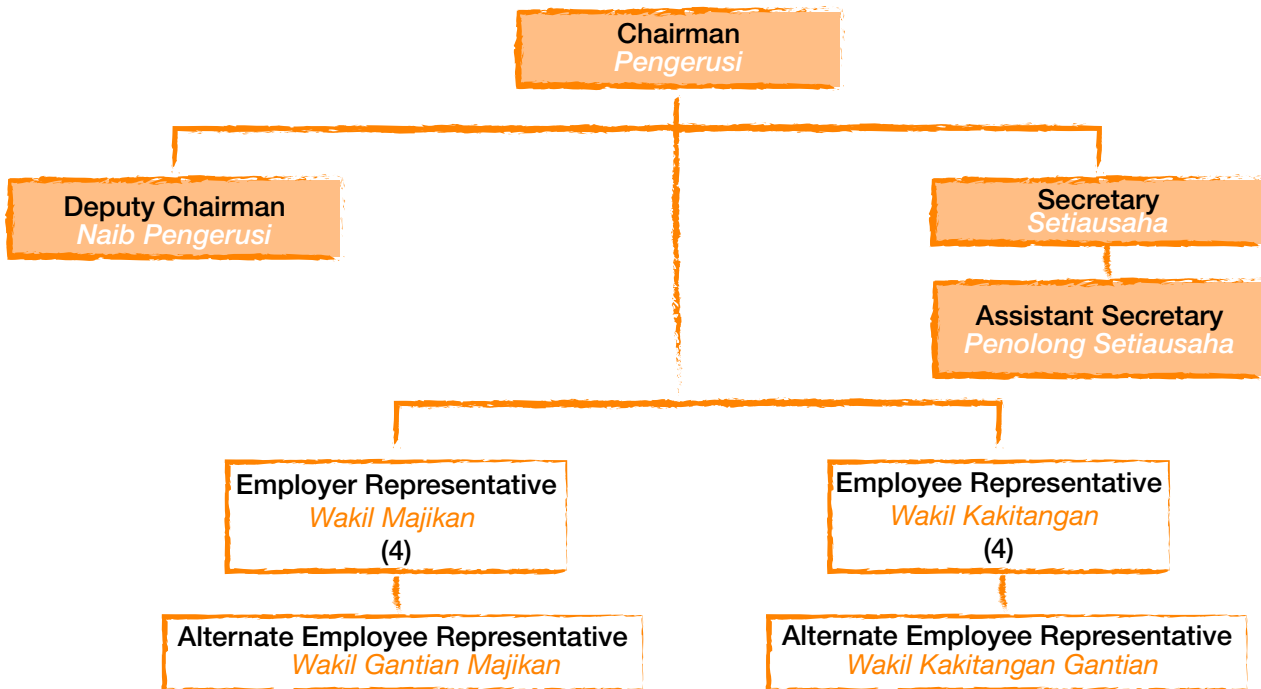 Chairman
Pengerusi
Deputy Chairman
Naib Pengerusi
Secretary
Setiausaha
Assistant Secretary
Penolong Setiausaha
Employer Representative
Wakil Majikan
(4)
Employee Representative
Wakil Kakitangan
(4)
Alternate Employee Representative
Wakil Gantian Majikan
Alternate Employee Representative
Wakil Kakitangan Gantian